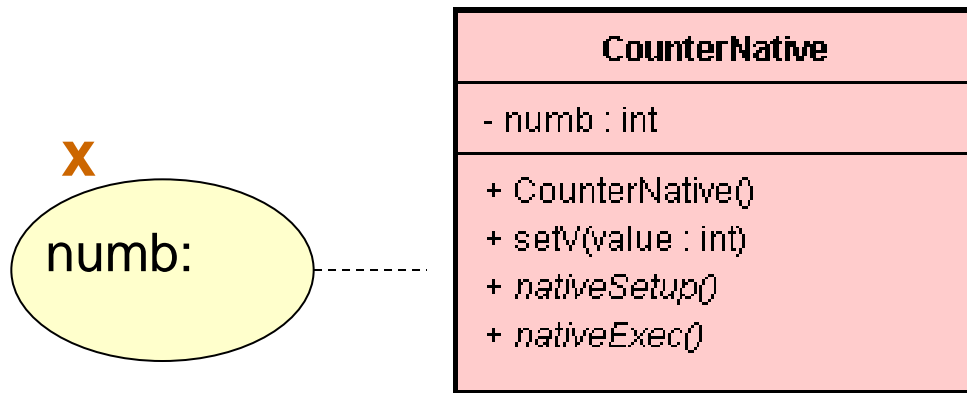 x
numb:
CounterNative
- numb : int
+ CounterNative()
+ setV(value : int)
+ nativeSetup()
+ nativeExec()